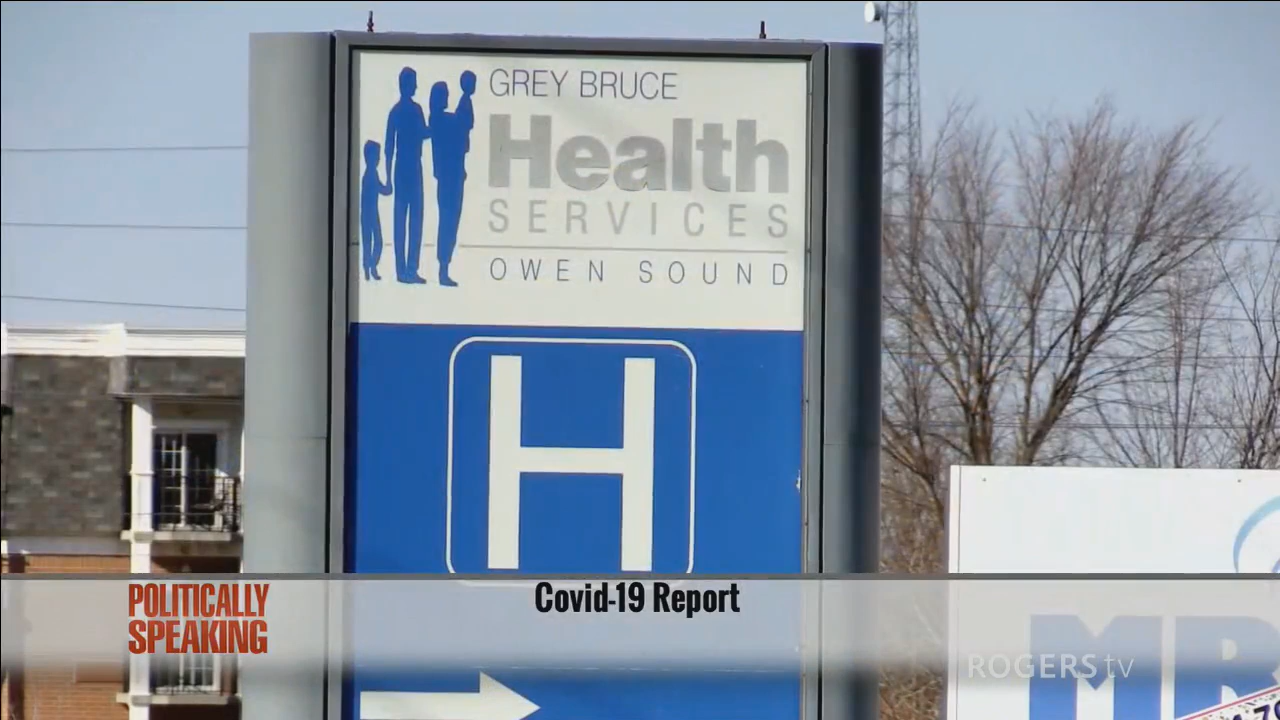 GREY BRUCE
Health
SERVICES
OWEN SOUND
H
POLITICALLY
SPEAKING
Covid-19 Report
ROGERStv